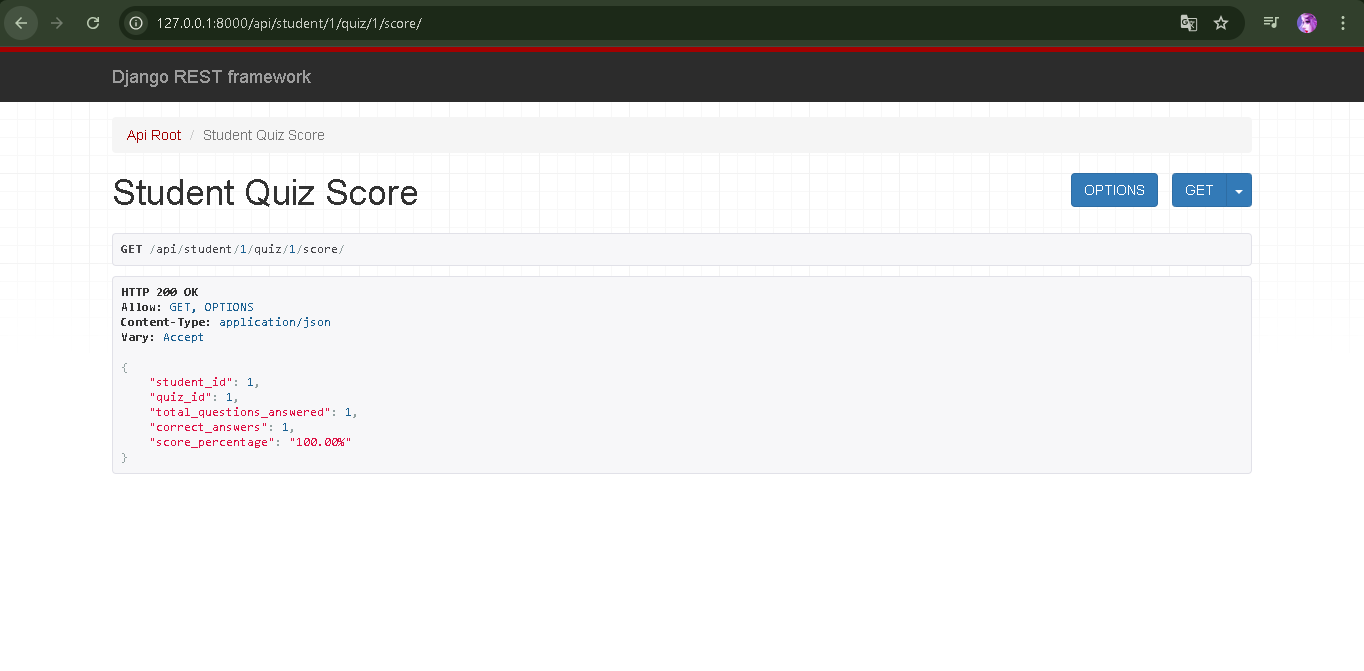 127.0.0.1:8000/api/student/1/quiz/1/score/
Django REST framework
Api Root / Student Quiz Score
Student Quiz Score
OPTIONS
GET
GET /api/student/1/quiz/1/score/
HTTP 200 OK
Allow: GET, OPTIONS
Content-Type: application/json
Vary: Accept
{
    "student_id": 1,
    "quiz_id": 1,
    "total_questions_answered": 1,
    "correct_answers": 1,
    "score_percentage": "100.00%"
}